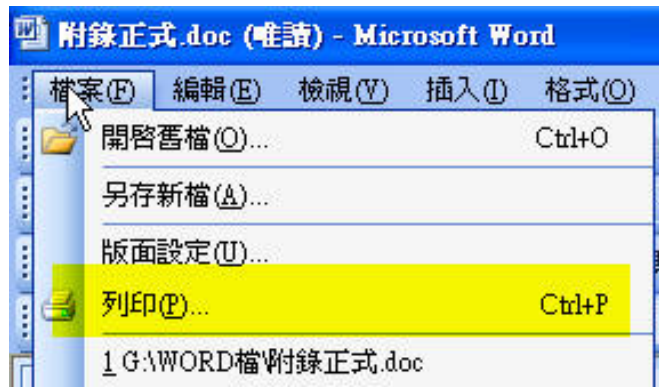 附錄正式.doc (唯讀) - Microsoft Word
檔案(F) 編輯(E) 檢視(V) 插入(I) 格式(O)
開啓舊檔(O)... Ctrl+O
另存新檔(A)...
版面設定(U)...
列印(P)... Ctrl+P
1 G:\WORD檔\附錄正式.doc